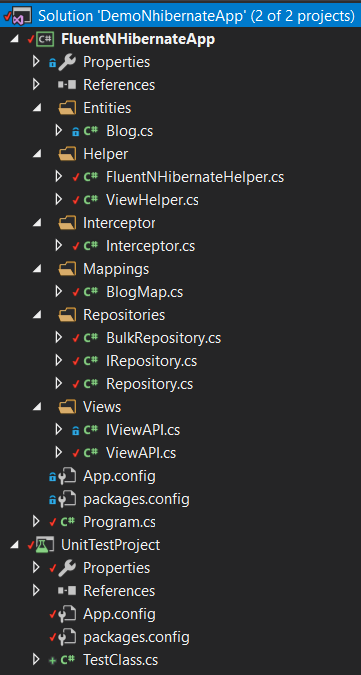 Solution 'DemoNhibernateApp' (2 of 2 projects)
C# FluentNHibernateApp
Properties
References
Entities
C# Blog.cs
Helper
C# FluentNHibernateHelper.cs
C# ViewHelper.cs
Interceptor
C# Interceptor.cs
Mappings
C# BlogMap.cs
Repositories
C# BulkRepository.cs
C# IRepository.cs
C# Repository.cs
Views
C# IViewAPI.cs
C# ViewAPI.cs
App.config
packages.config
C# Program.cs
UnitTestProject
Properties
References
App.config
packages.config
C# TestClass.cs